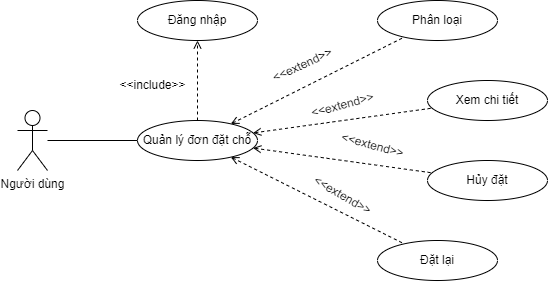 Đăng nhập
Phân loại
<<include>>
<<extend>>
Xem chi tiết
<<extend>>
Quản lý đơn đặt chỗ
<<extend>>
Người dùng
Hủy đặt
<<extend>>
Đặt lại